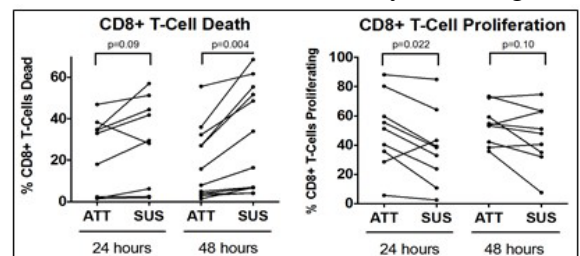 CD8+ T-Cell Death
p=0.09
p=0.004
% CD8+ T-Cells Dead
60
40
20
0
ATT SUS ATT SUS
24 hours 48 hours
CD8+ T-Cell Proliferation
p=0.022
p=0.10
% CD8+ T-Cells Proliferating
100
80
60
40
20
0
ATT SUS ATT SUS
24 hours 48 hours